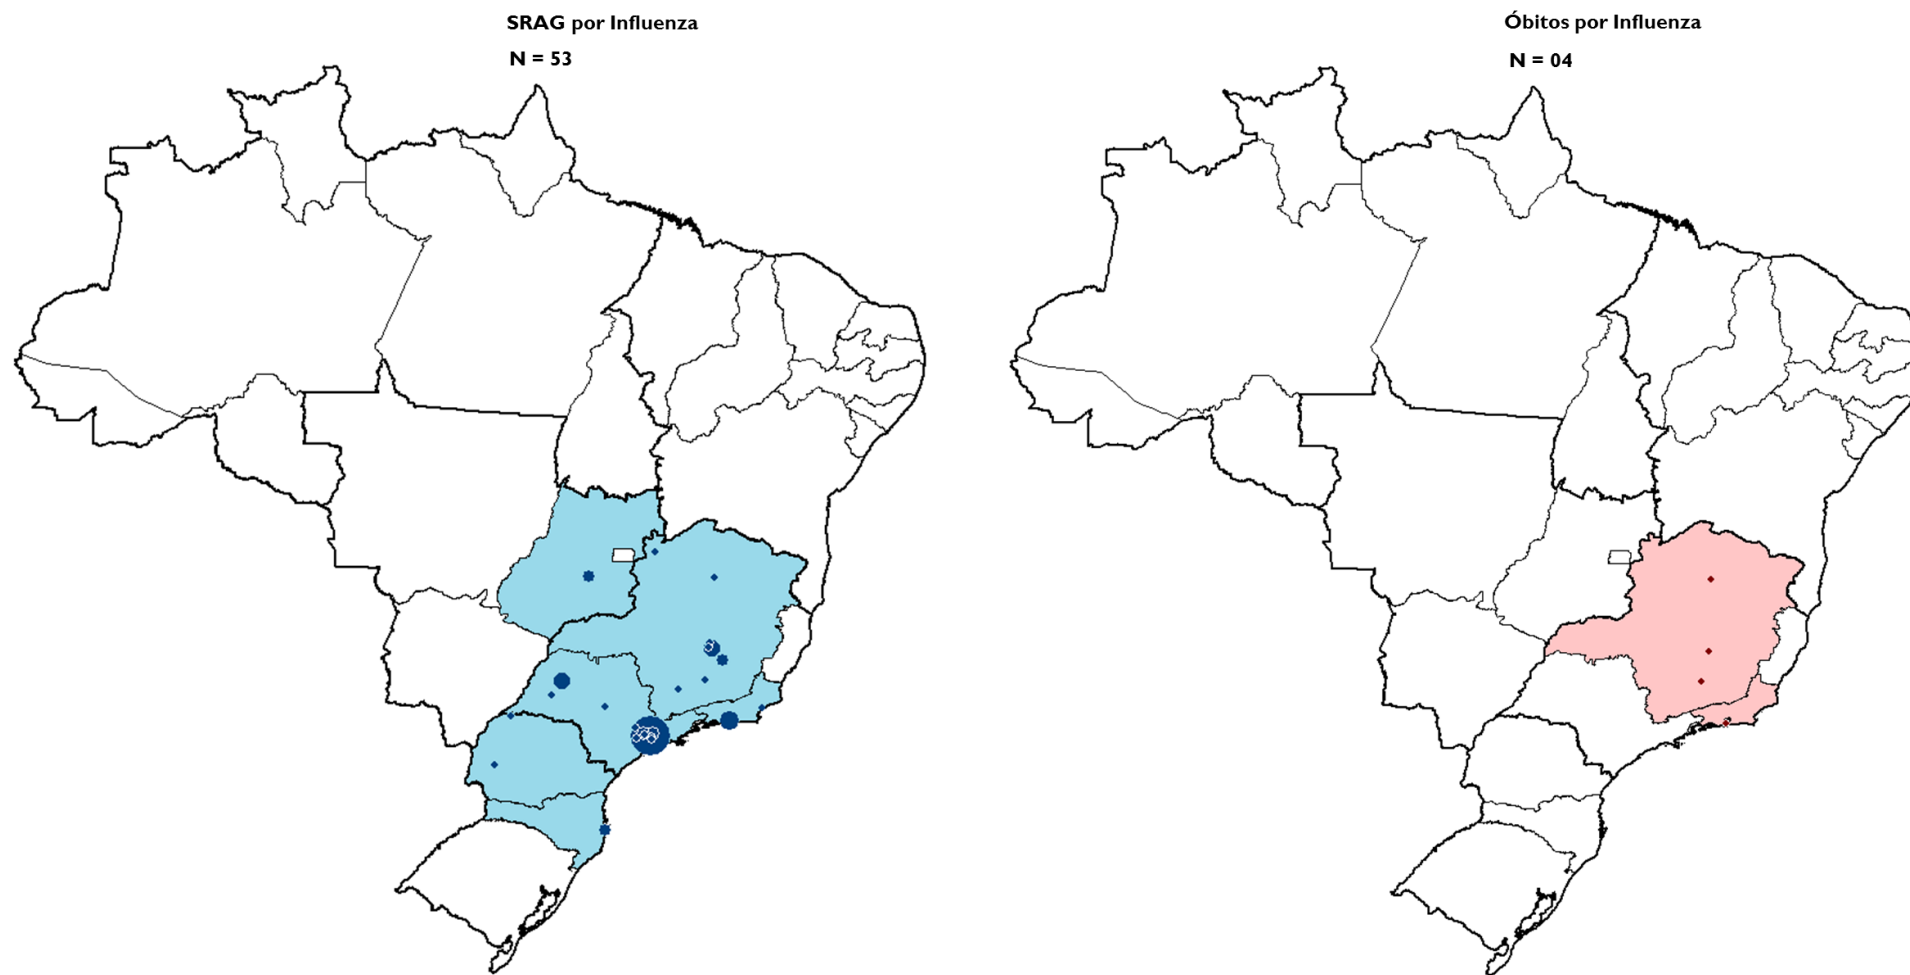 SRAG por Influenza
N = 53
Óbitos por Influenza
N = 04